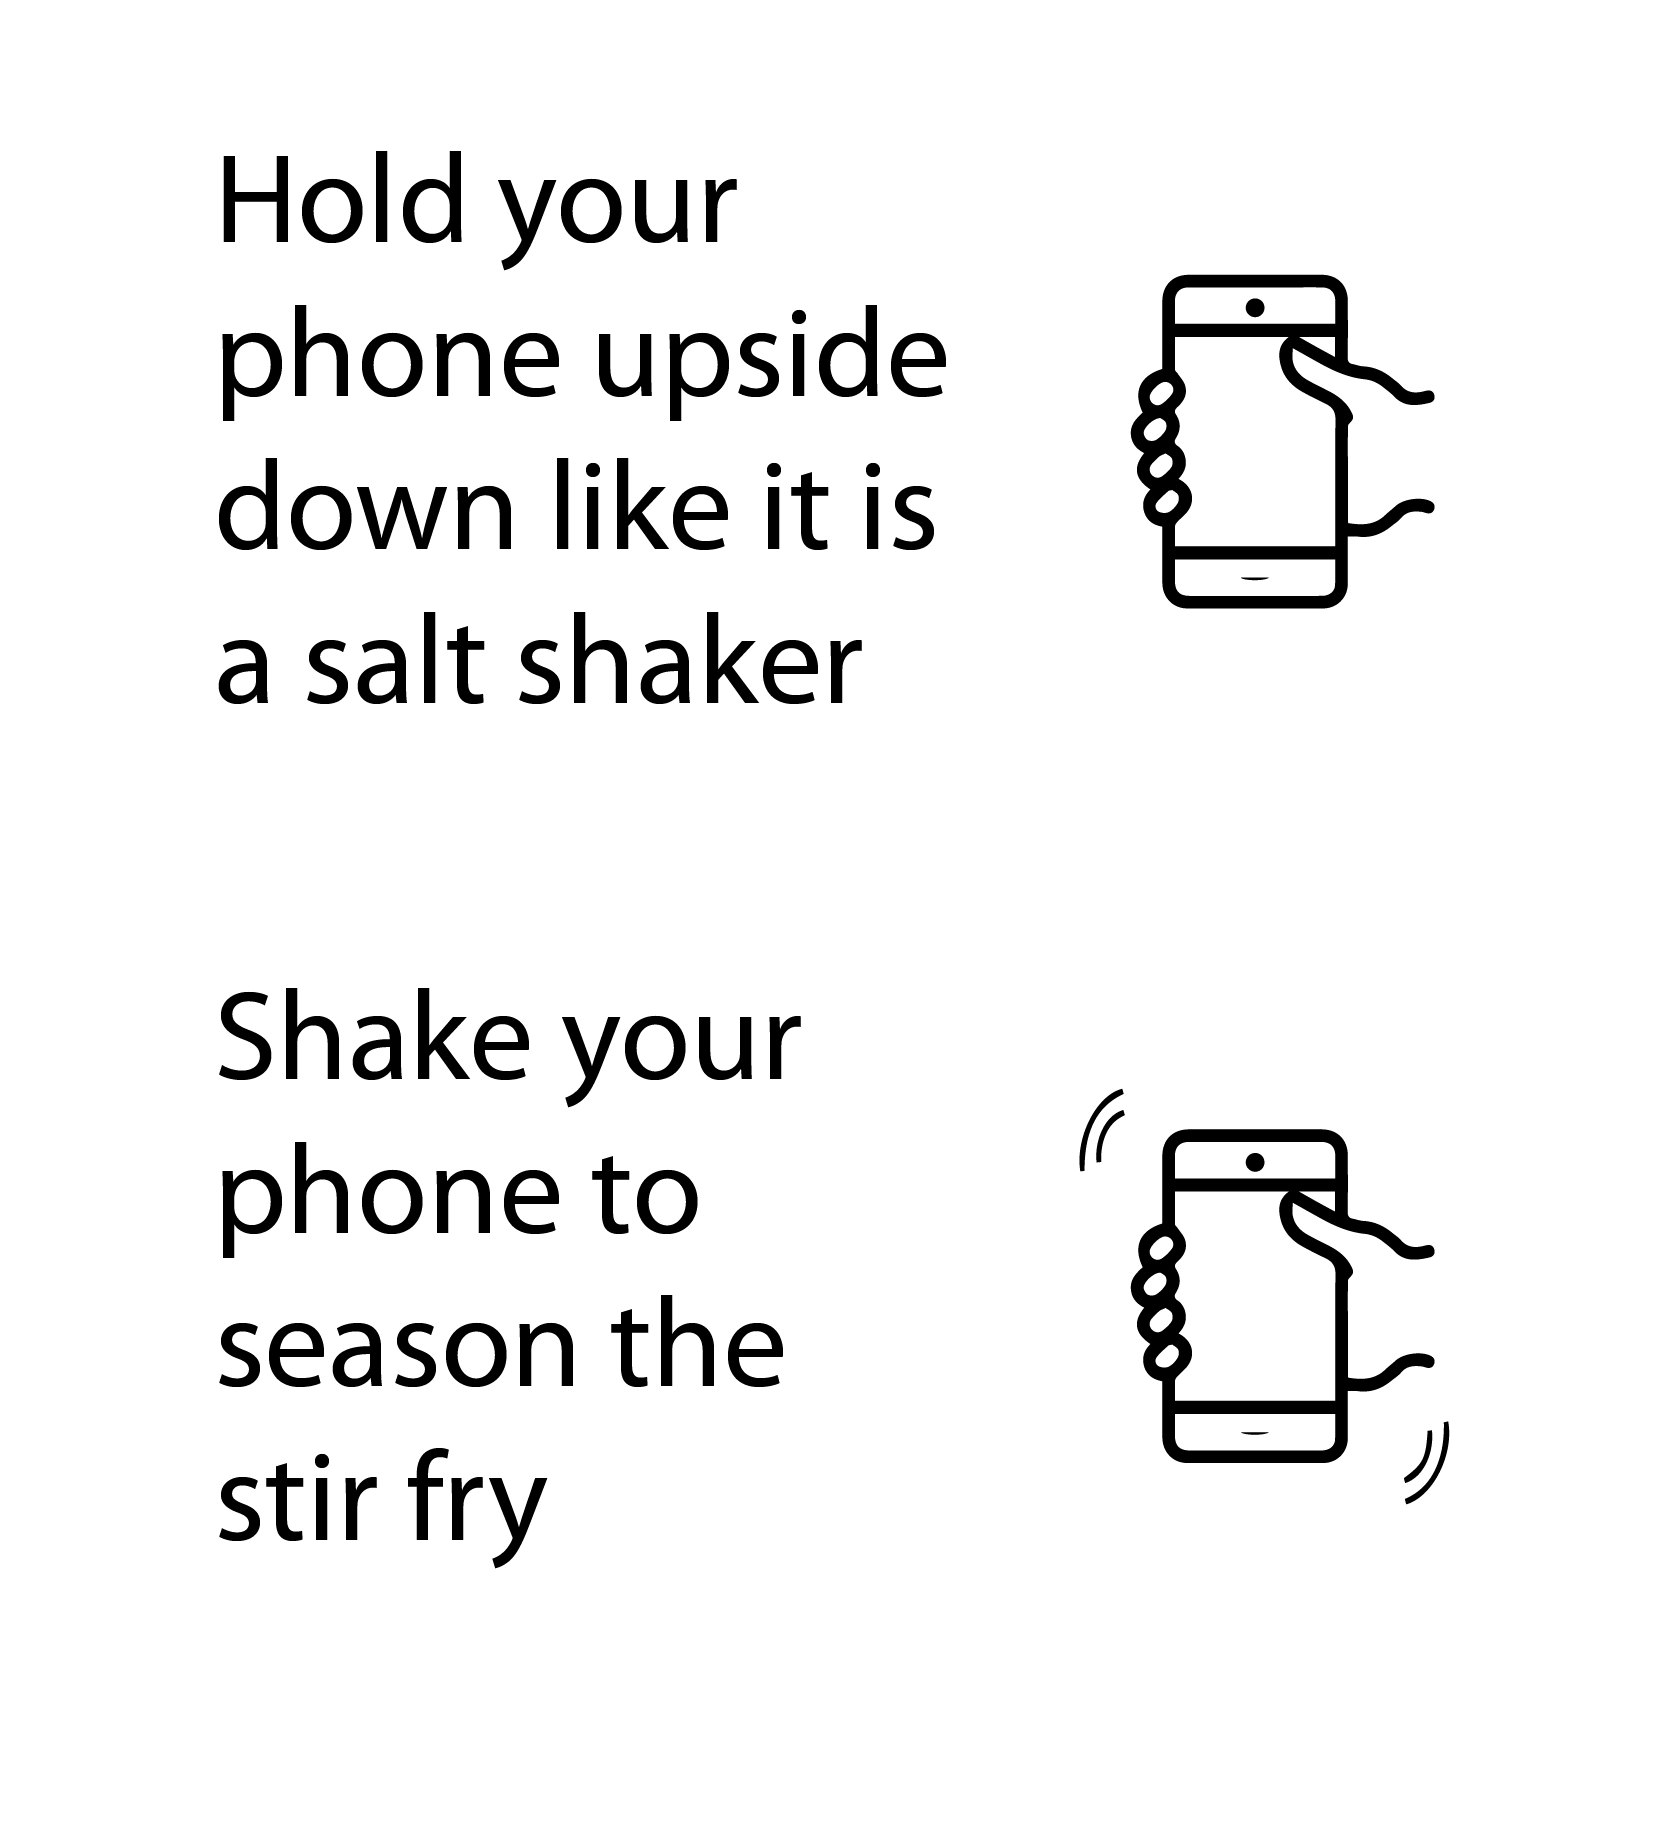 Hold your
phone upside
down like it is
a salt shaker
Shake your
phone to
season the
stir fry